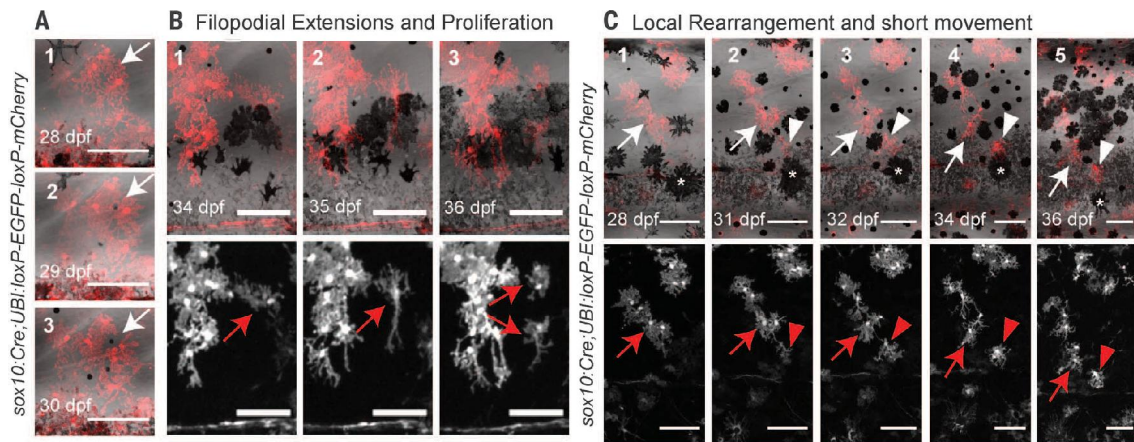 A
sox10:Cre;UBI:loxP-EGFP-loxP-mCherry
1
28 dpf
2
29 dpf
3
30 dpf
B Filopodial Extensions and Proliferation
1
34 dpf
2
35 dpf
3
36 dpf
C Local Rearrangement and short movement
sox10:Cre;UBI:loxP-EGFP-loxP-mCherry
1
28 dpf
*
2
31 dpf
*
3
32 dpf
*
4
34 dpf
*
5
36 dpf
*